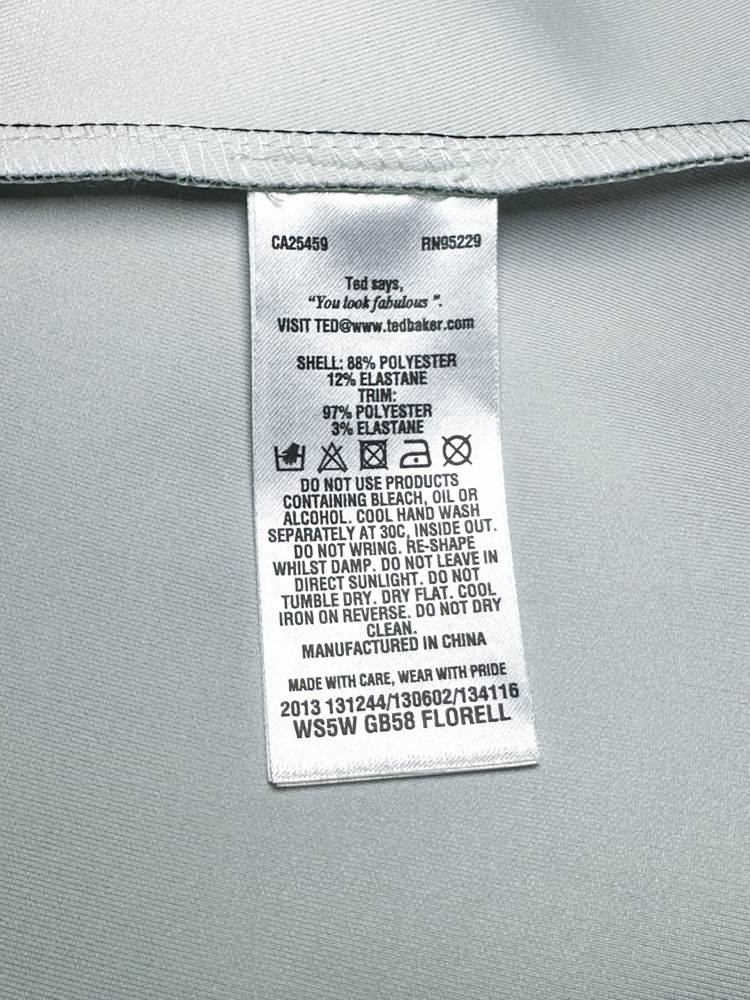 CA25459 RN95229
Ted says,
“You look fabulous ”.
VISIT TED@www.tedbaker.com
SHELL: 88% POLYESTER
12% ELASTANE
TRIM:
97% POLYESTER
3% ELASTANE
DO NOT USE PRODUCTS
CONTAINING BLEACH, OIL OR
ALCOHOL. COOL HAND WASH
SEPARATELY AT 30C, INSIDE OUT.
DO NOT WRING. RE-SHAPE
WHILST DAMP. DO NOT LEAVE IN
DIRECT SUNLIGHT. DO NOT
TUMBLE DRY. DRY FLAT. COOL
IRON ON REVERSE. DO NOT DRY
CLEAN.
MANUFACTURED IN CHINA
MADE WITH CARE, WEAR WITH PRIDE
2013 131244/130602/134116
WS5W GB58 FLORELL